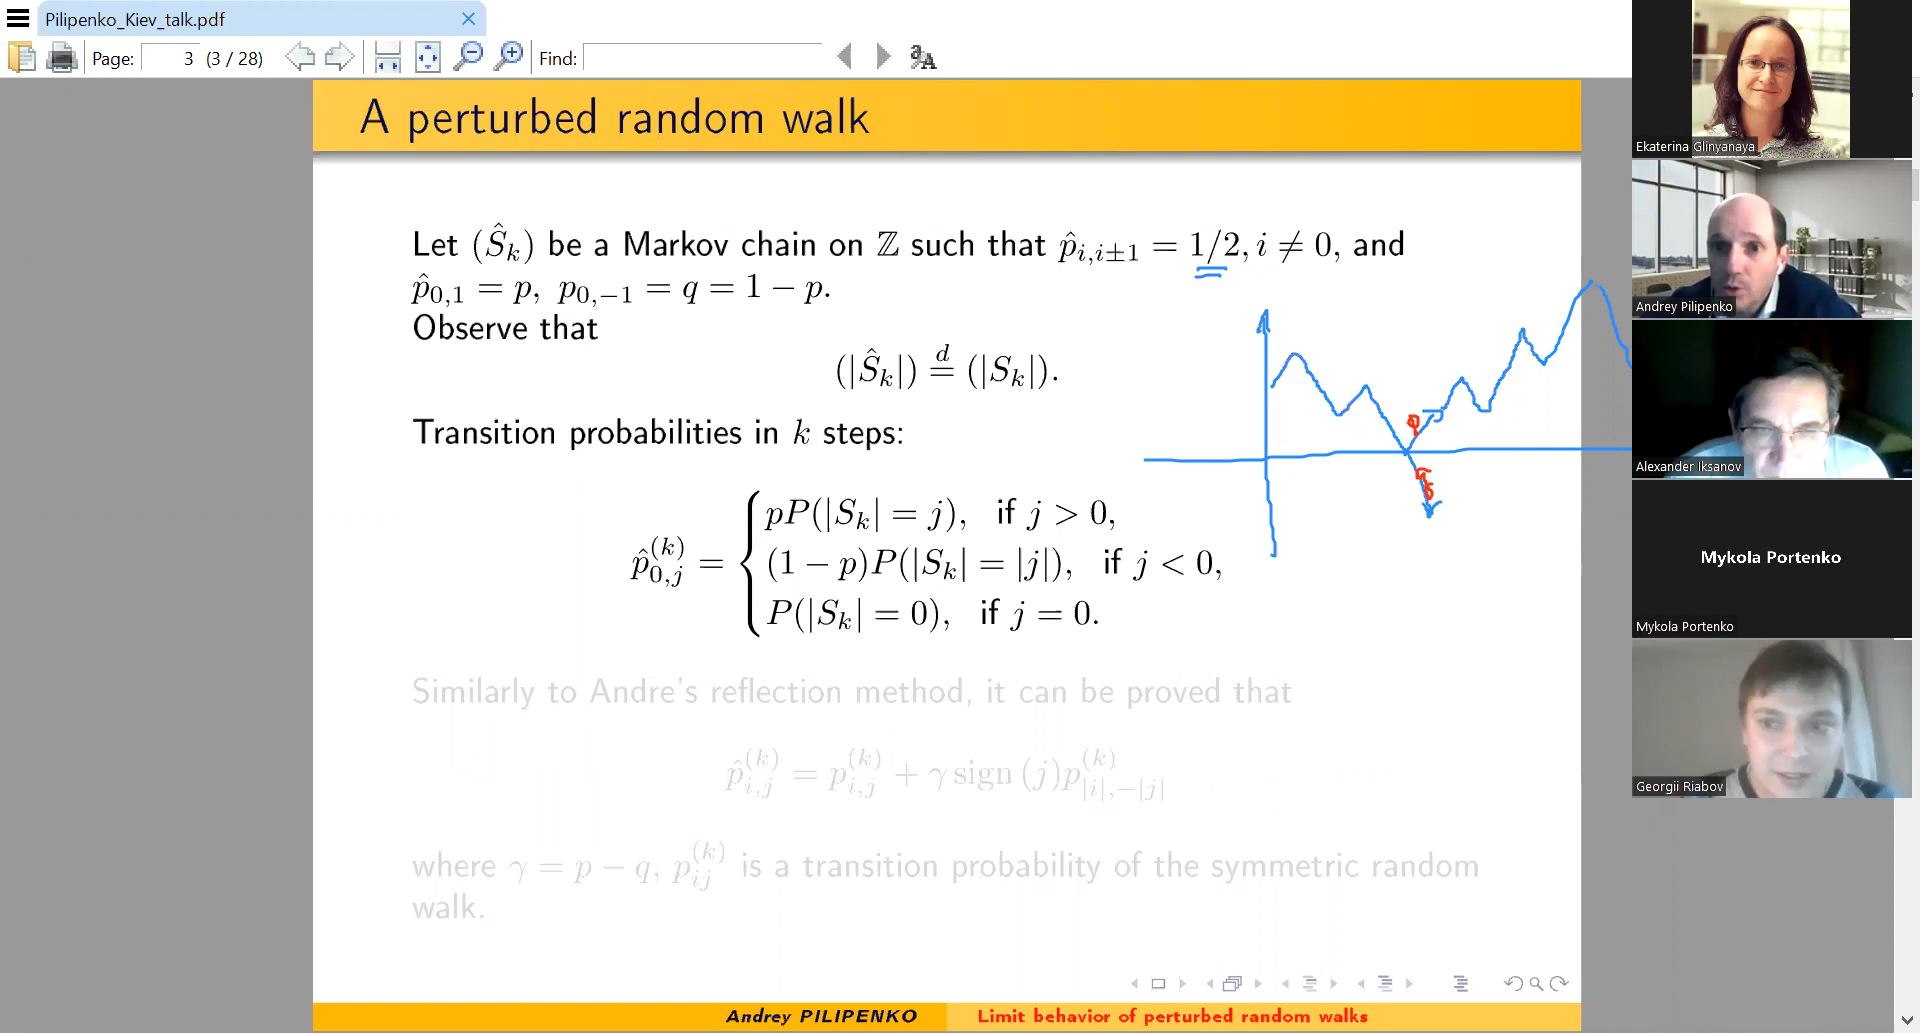 Pilipenko_Kiev_talk.pdf
Page: 3 (3 / 28) Find:
A perturbed random walk
Let (Ŝ_k) be a Markov chain on ℤ such that p̂_{i,i±1} = 1/2, i ≠ 0, and
p̂_{0,1} = p, p_{0,−1} = q = 1 − p.
Observe that
(|Ŝ_k|) =^d (|S_k|).
Transition probabilities in k steps:
p̂_{0,j}^{(k)} = { pP(|S_k| = j), if j > 0,
(1 − p)P(|S_k| = |j|), if j < 0,
P(|S_k| = 0), if j = 0.
Similarly to Andre's reflection method, it can be proved that
p̂_{i,j}^{(k)} = p_{i,j}^{(k)} + γ sign (j)p_{|i|,−|j|}^{(k)}
where γ = p − q, p_{ij}^{(k)} is a transition probability of the symmetric random
walk.
Andrey PILIPENKO Limit behavior of perturbed random walks
Ekaterina Glinyanaya
Andrey Pilipenko
Alexander Iksanov
Mykola Portenko
Mykola Portenko
Georgii Riabov